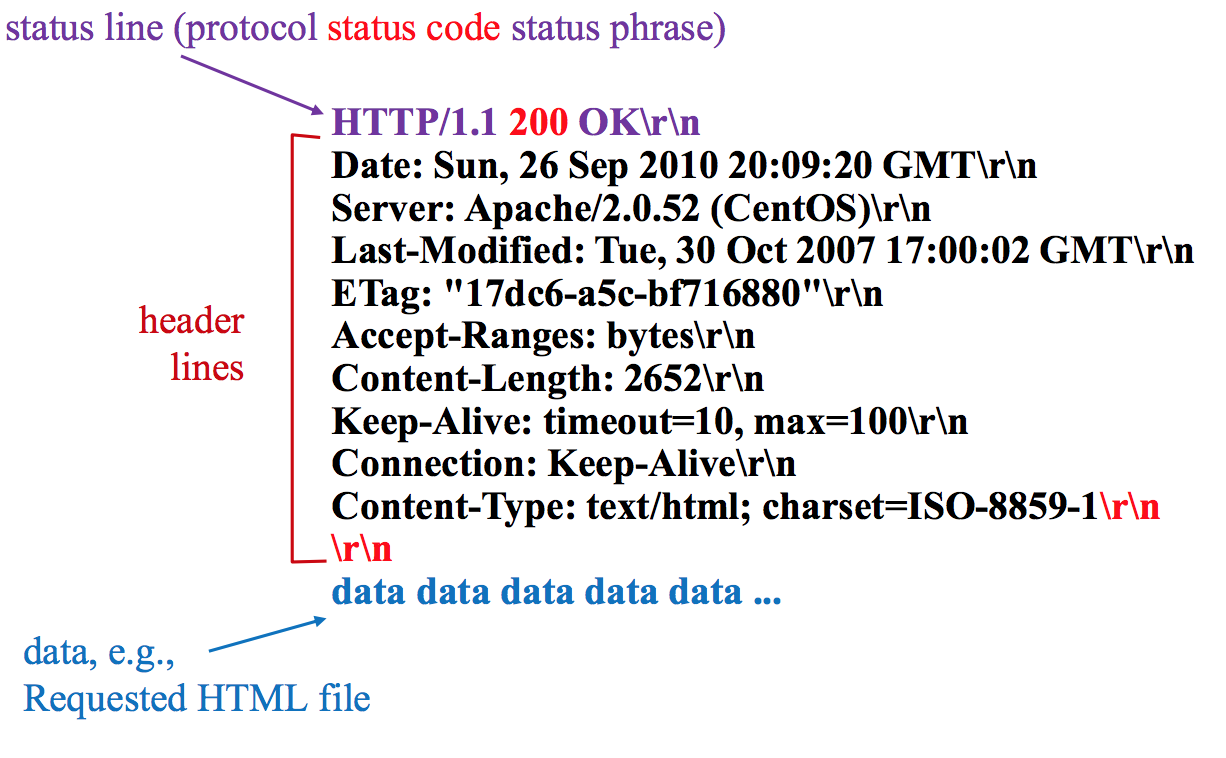 status line (protocol status code status phrase)
HTTP/1.1 200 OK\r\n
Date: Sun, 26 Sep 2010 20:09:20 GMT\r\n
Server: Apache/2.0.52 (CentOS)\r\n
Last-Modified: Tue, 30 Oct 2007 17:00:02 GMT\r\n
ETag: "17dc6-a5c-bf716880"\r\n
Accept-Ranges: bytes\r\n
Content-Length: 2652\r\n
Keep-Alive: timeout=10, max=100\r\n
Connection: Keep-Alive\r\n
Content-Type: text/html; charset=ISO-8859-1\r\n
\r\n
header
lines
data data data data data ...
data, e.g.,
Requested HTML file